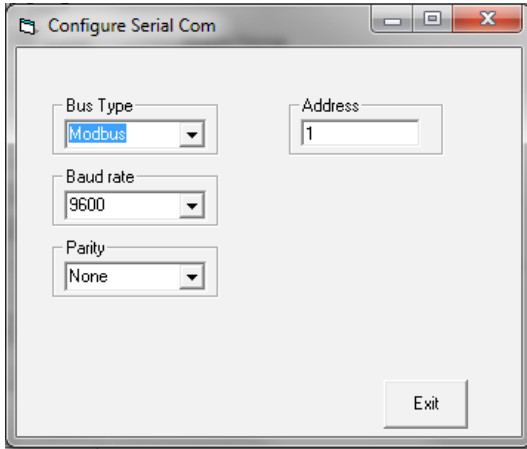 Configure Serial Com
Bus Type
Modbus
Address
1
Baud rate
9600
Parity
None
Exit